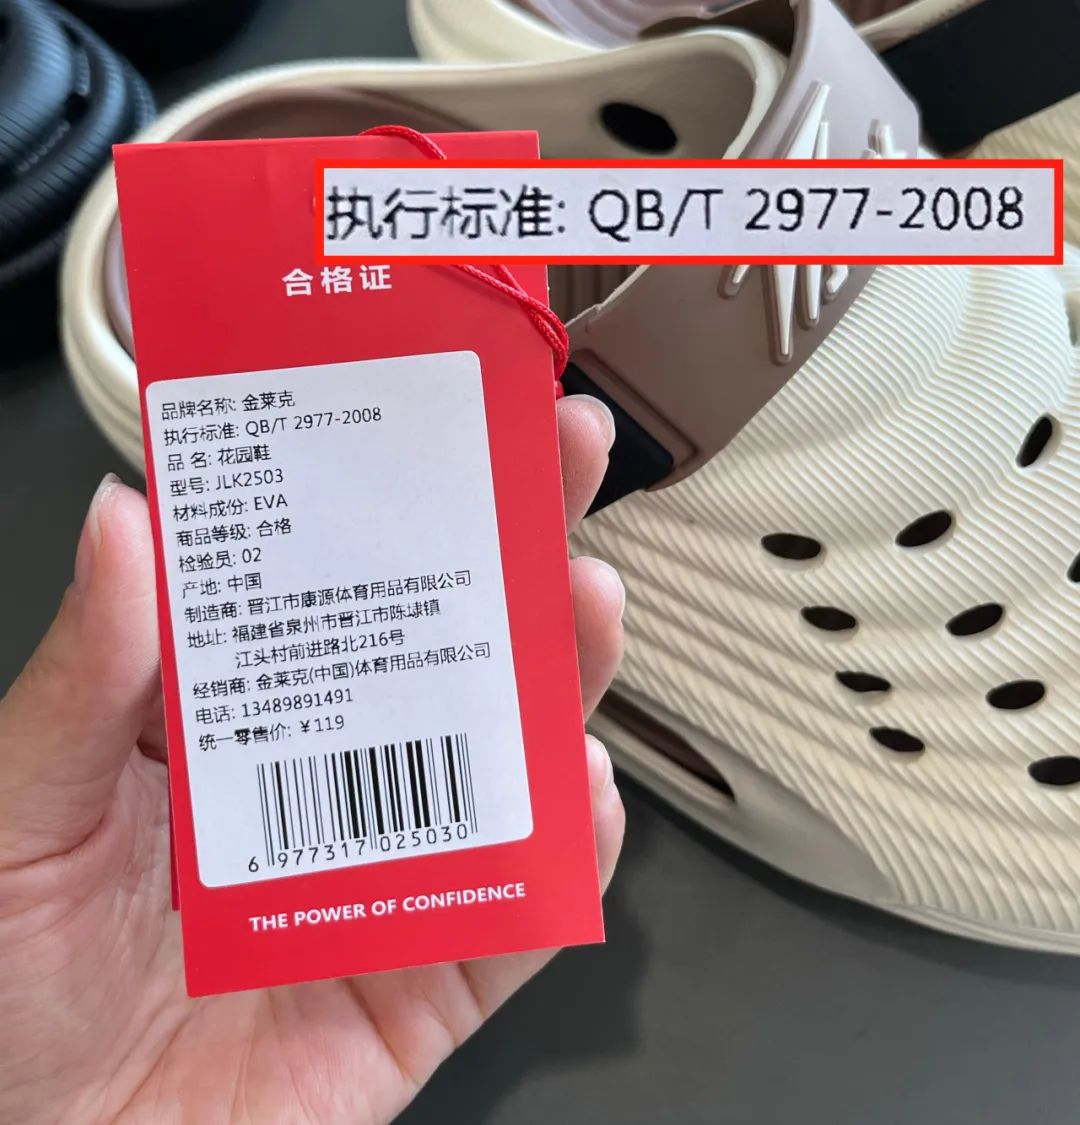 执行标准: QB/T 2977-2008
合格证
品牌名称: 金莱克
执行标准: QB/T 2977-2008
品 名: 花园鞋
型号: JLK2503
材料成份: EVA
商品等级: 合格
检验员: 02
产地: 中国
制造商: 晋江市康源体育用品有限公司
地址: 福建省泉州市晋江市陈埭镇
江头村前进路北216号
经销商: 金莱克(中国)体育用品有限公司
电话: 13489891491
统一零售价: ￥119
6 977317 025030
THE POWER OF CONFIDENCE